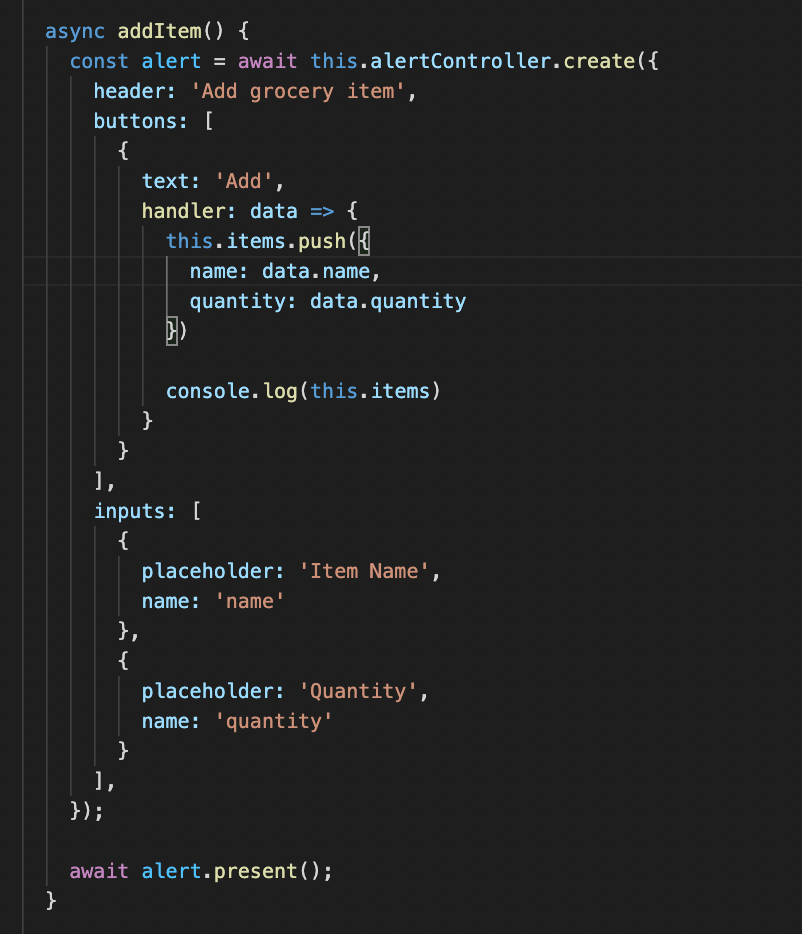 async addItem() {
  const alert = await this.alertController.create({
    header: 'Add grocery item',
    buttons: [
      {
        text: 'Add',
        handler: data => {
          this.items.push({
            name: data.name,
            quantity: data.quantity
          })

          console.log(this.items)
        }
      }
    ],
    inputs: [
      {
        placeholder: 'Item Name',
        name: 'name'
      },
      {
        placeholder: 'Quantity',
        name: 'quantity'
      }
    ],
  });

  await alert.present();
}